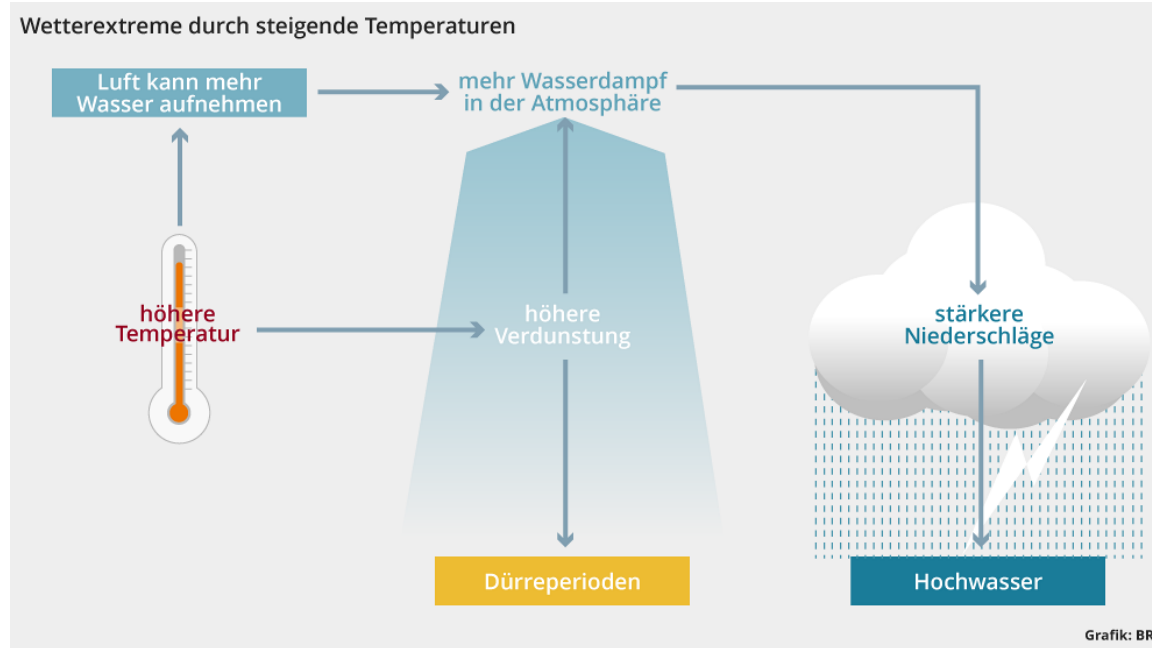 Wetterextreme durch steigende Temperaturen
Luft kann mehr
Wasser aufnehmen
mehr Wasserdampf
in der Atmosphäre
höhere
Temperatur
höhere
Verdunstung
stärkere
Niederschläge
Dürreperioden
Hochwasser
Grafik: BR